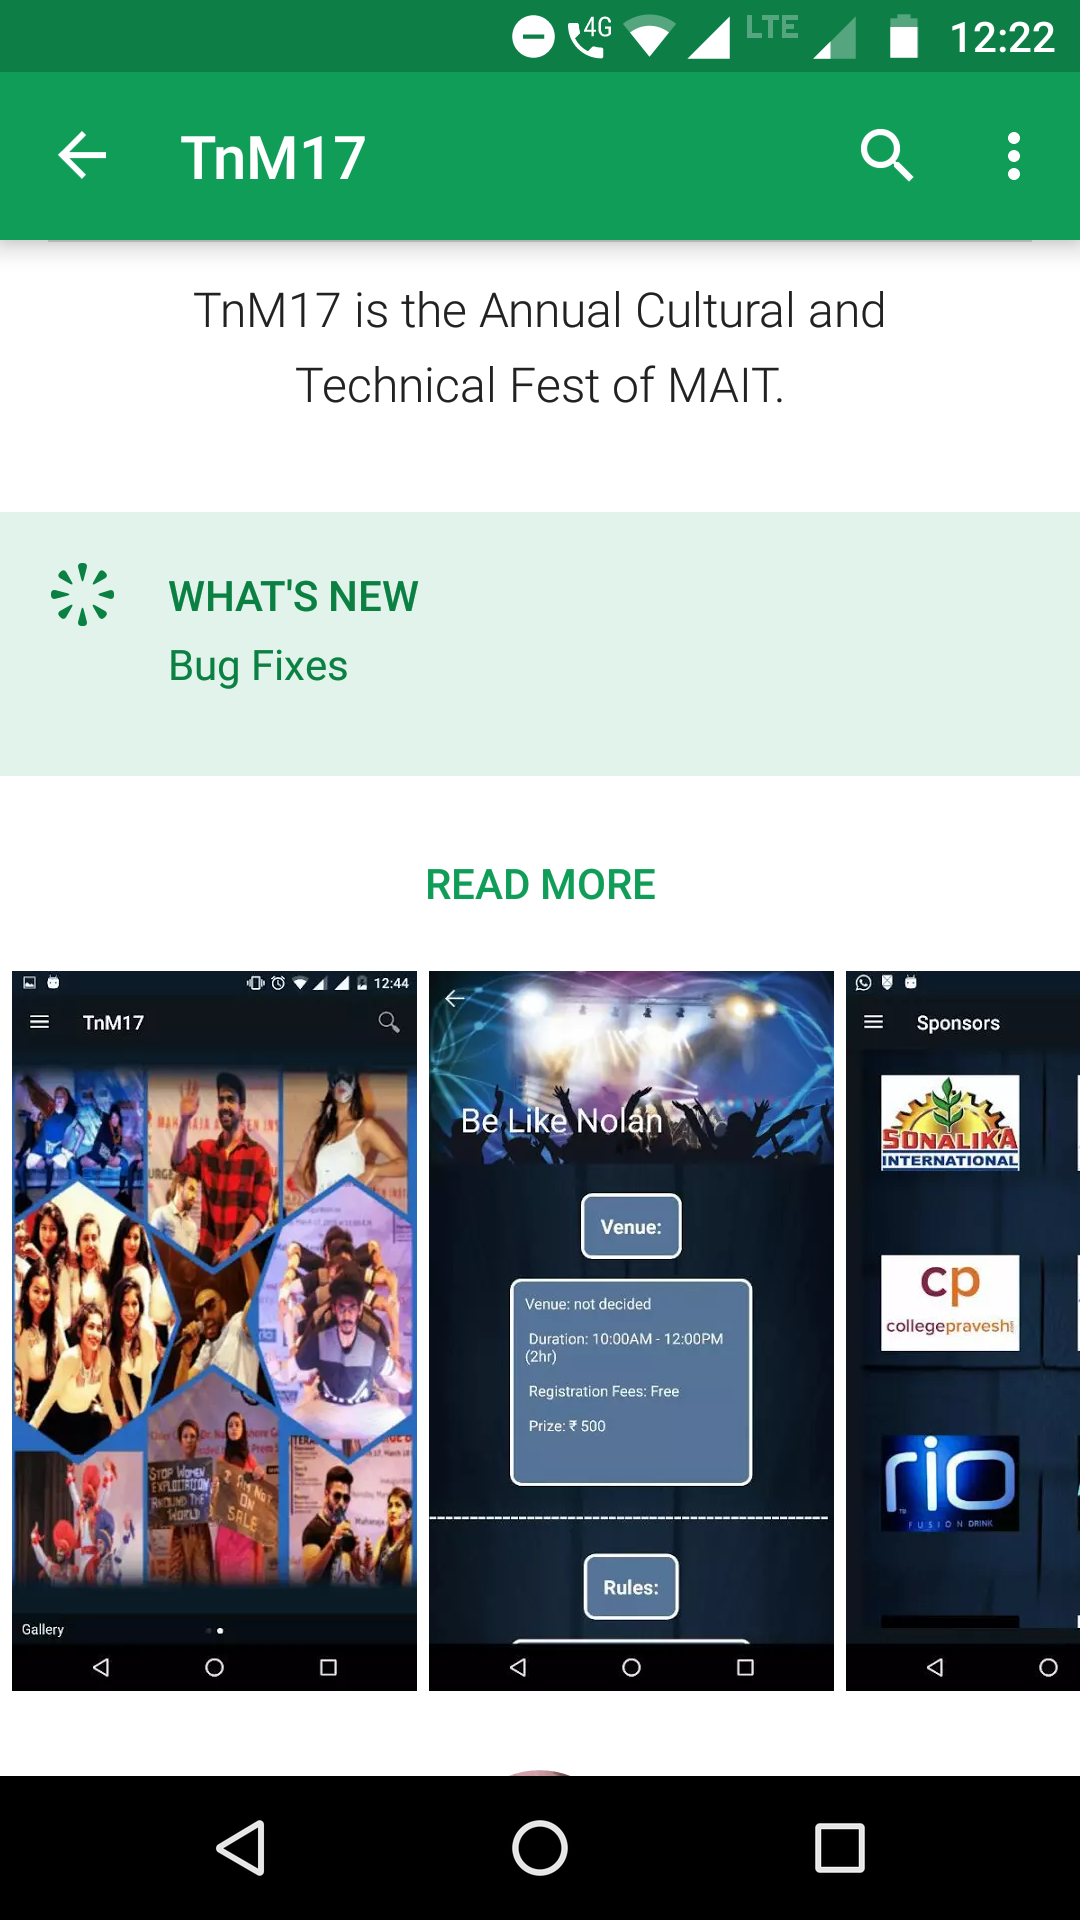 4G LTE 12:22
TnM17
TnM17 is the Annual Cultural and
Technical Fest of MAIT.
WHAT'S NEW
Bug Fixes
READ MORE
12:44
TnM17
STOP WOMEN
EXPLOITATION
AROUND THE
WORLD
I AM NOT
ON
SALE
Gallery
Be Like Nolan
Venue:
Venue: not decided
Duration: 10:00AM - 12:00PM
(2hr)
Registration Fees: Free
Prize: ₹ 500
Rules:
Sponsors
SONALIKA
INTERNATIONAL
cp
collegepravesh
rio
FUSION DRINK